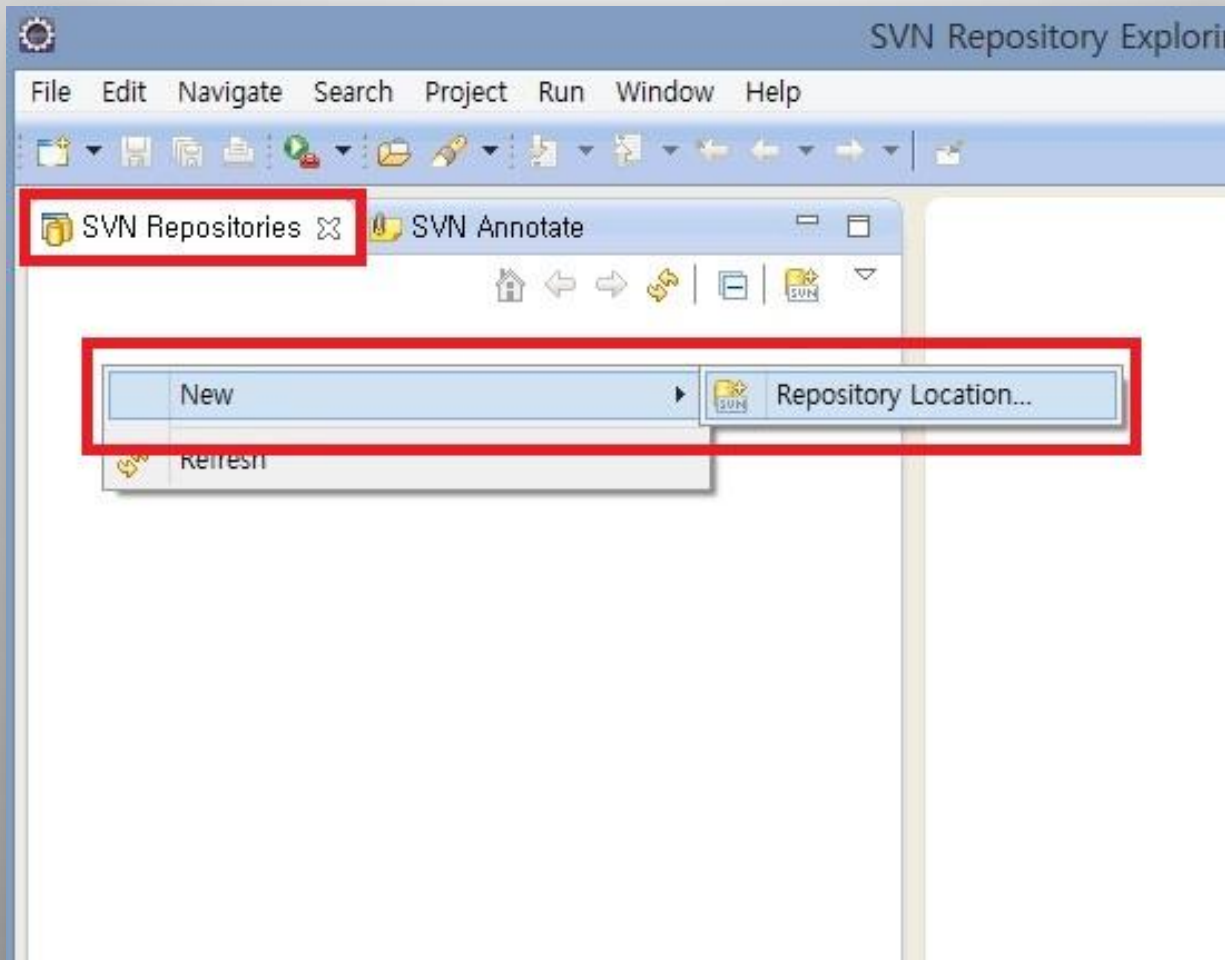 SVN Repository Explori
File Edit Navigate Search Project Run Window Help
SVN Repositories SVN Annotate
SVN
New Repository Location...
SVN
Refresh